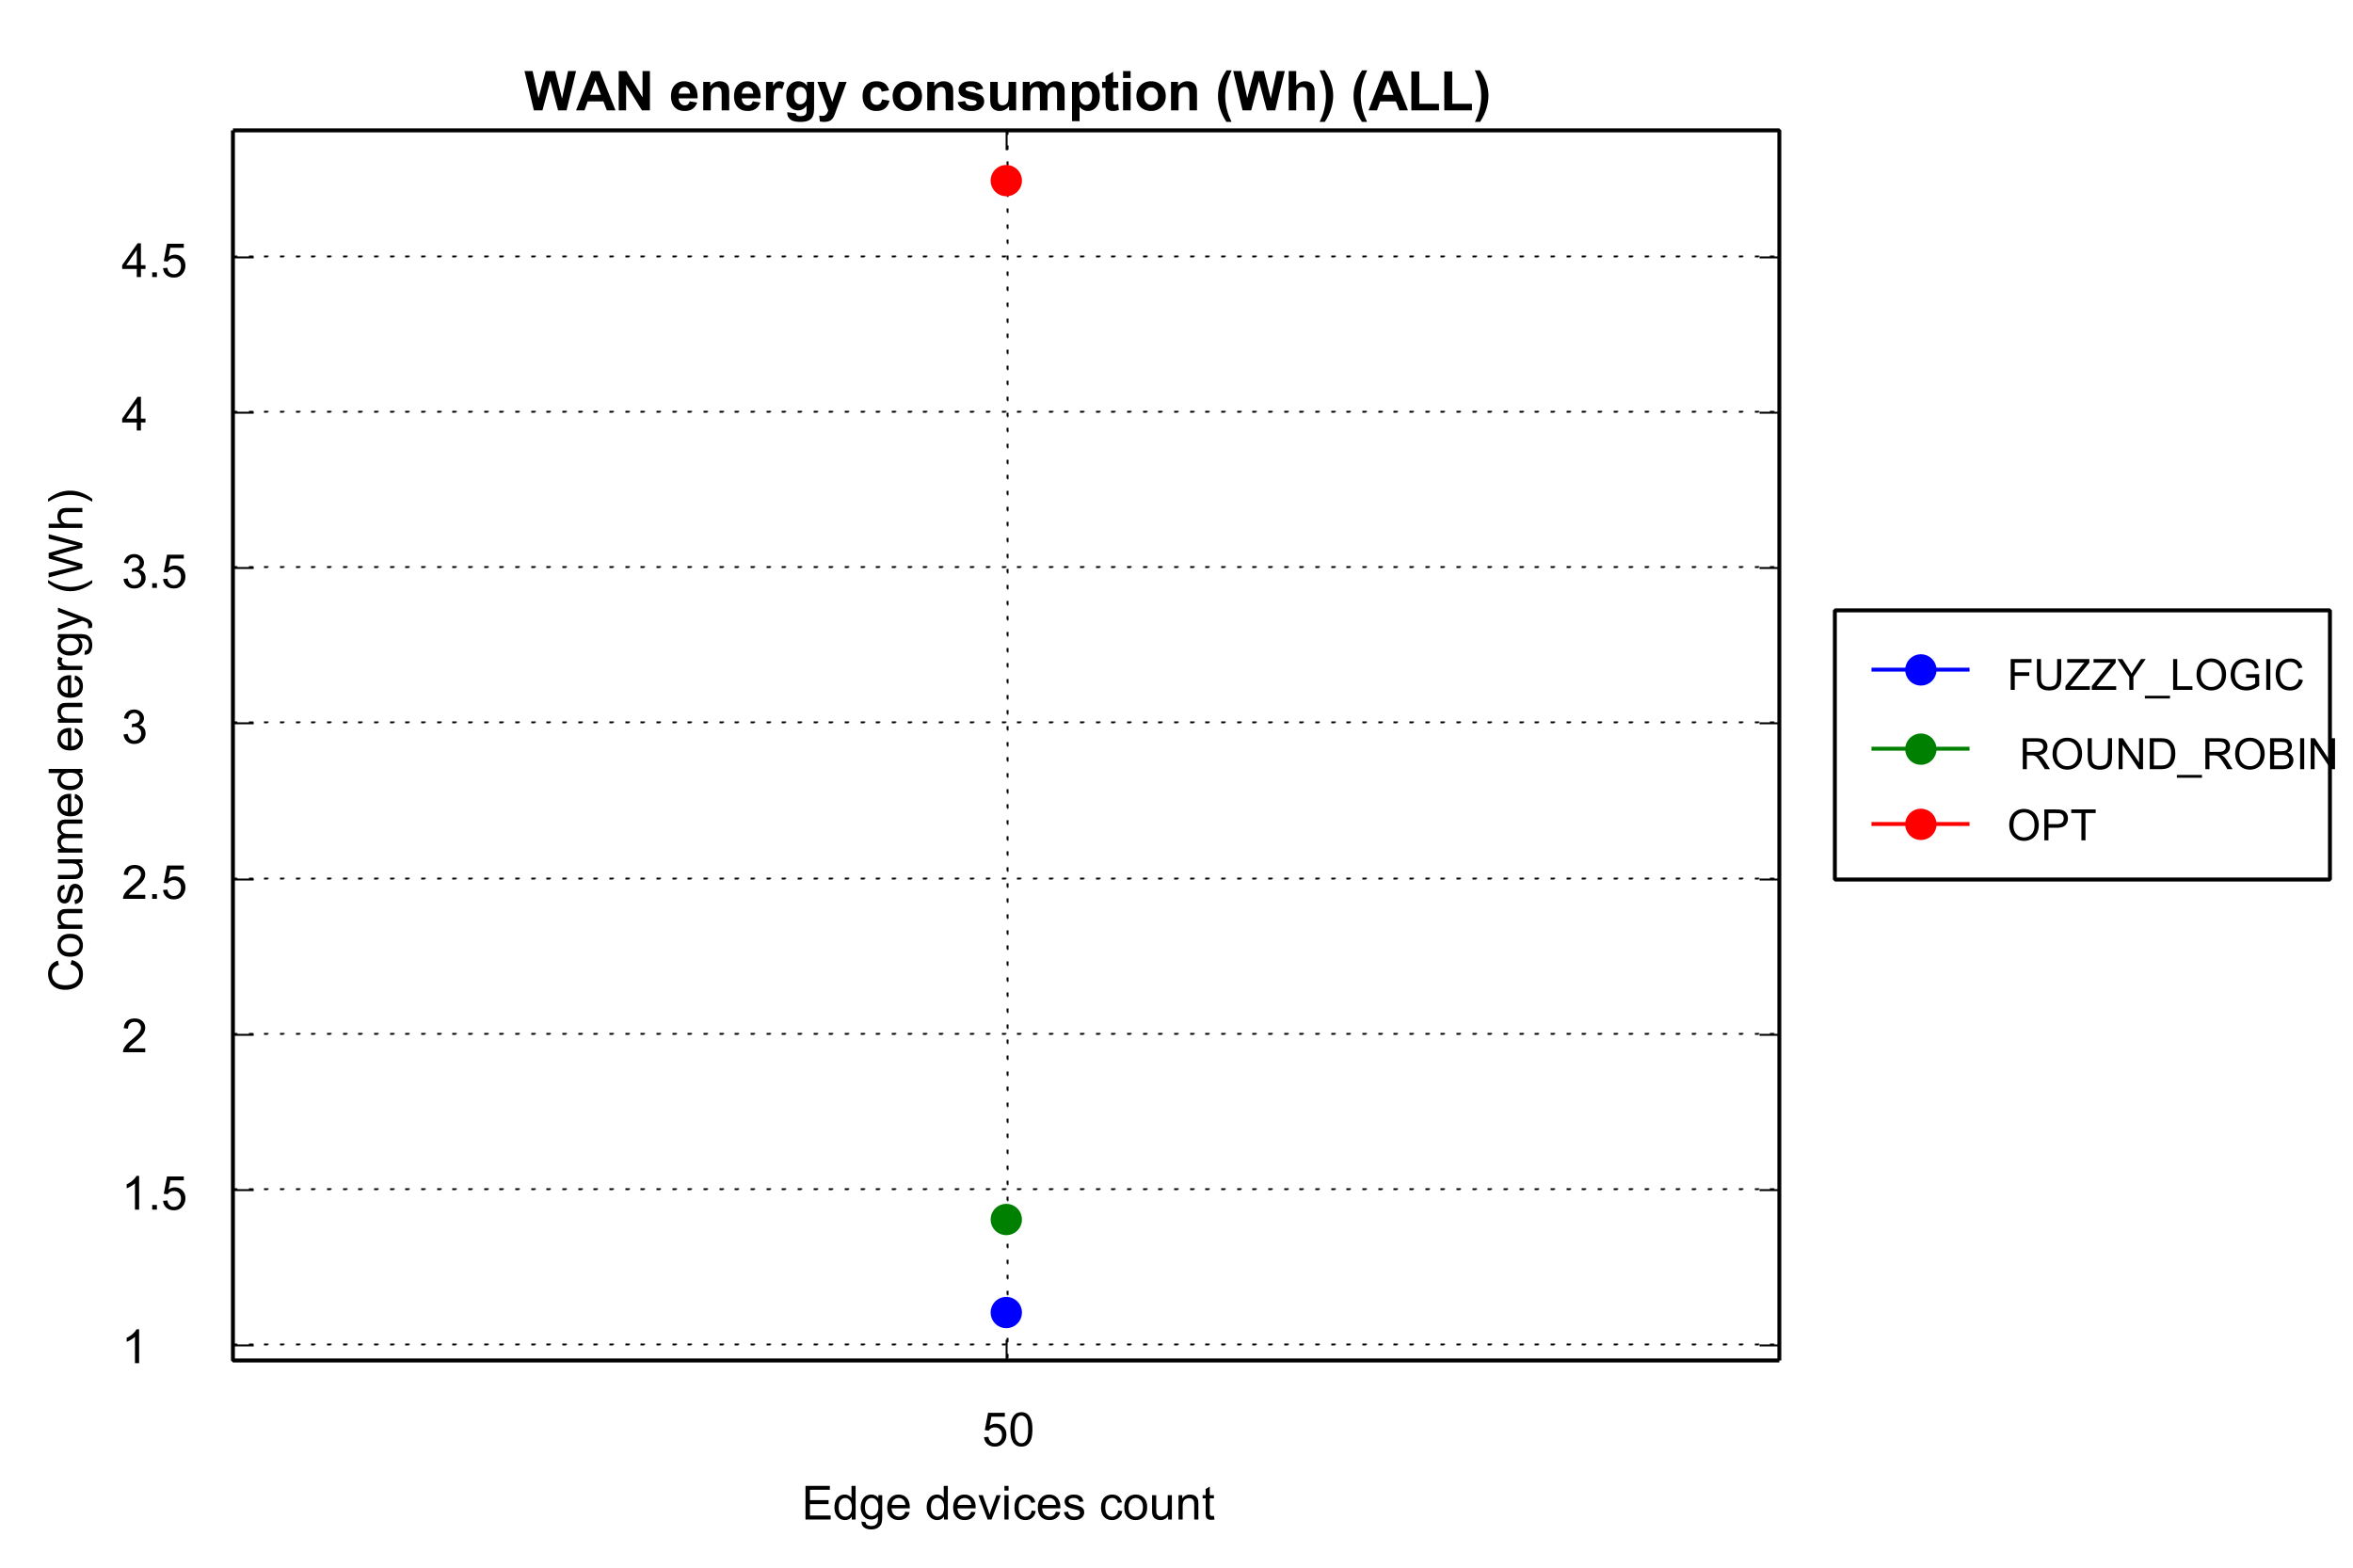 WAN energy consumption (Wh) (ALL)
4.5
4
3.5
3
2.5
2
1.5
1
Consumed energy (Wh)
50
Edge devices count
FUZZY_LOGIC
ROUND_ROBIN
OPT